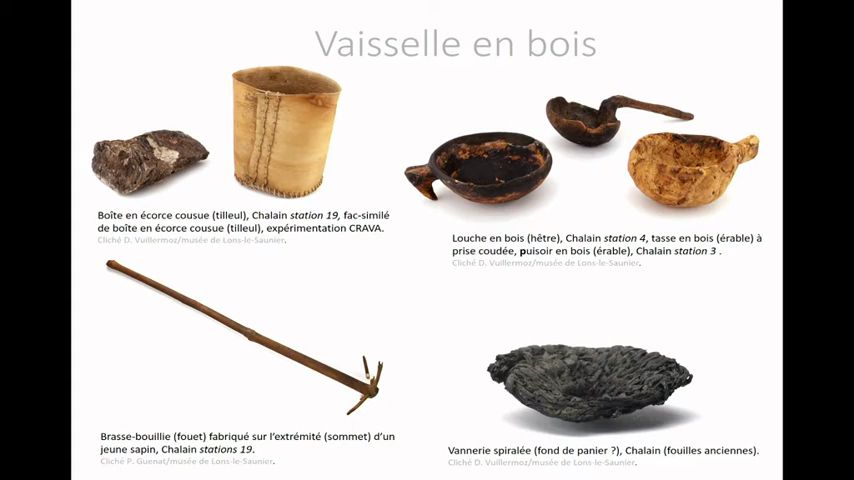 Vaisselle en bois
Boîte en écorce cousue (tilleul), Chalain station 19, fac-similé
de boîte en écorce cousue (tilleul), expérimentation CRAVA.
Cliché D. Vuillermoz/musée de Lons-le-Saunier.
Louche en bois (hêtre), Chalain station 4, tasse en bois (érable) à
prise coudée, puisoir en bois (érable), Chalain station 3 .
Cliché D. Vuillermoz/musée de Lons-le-Saunier.
Brasse-bouillie (fouet) fabriqué sur l'extrémité (sommet) d'un
jeune sapin, Chalain stations 19.
Cliché P. Guenat/musée de Lons-le-Saunier.
Vannerie spiralée (fond de panier ?), Chalain (fouilles anciennes).
Cliché D. Vuillermoz/musée de Lons-le-Saunier.